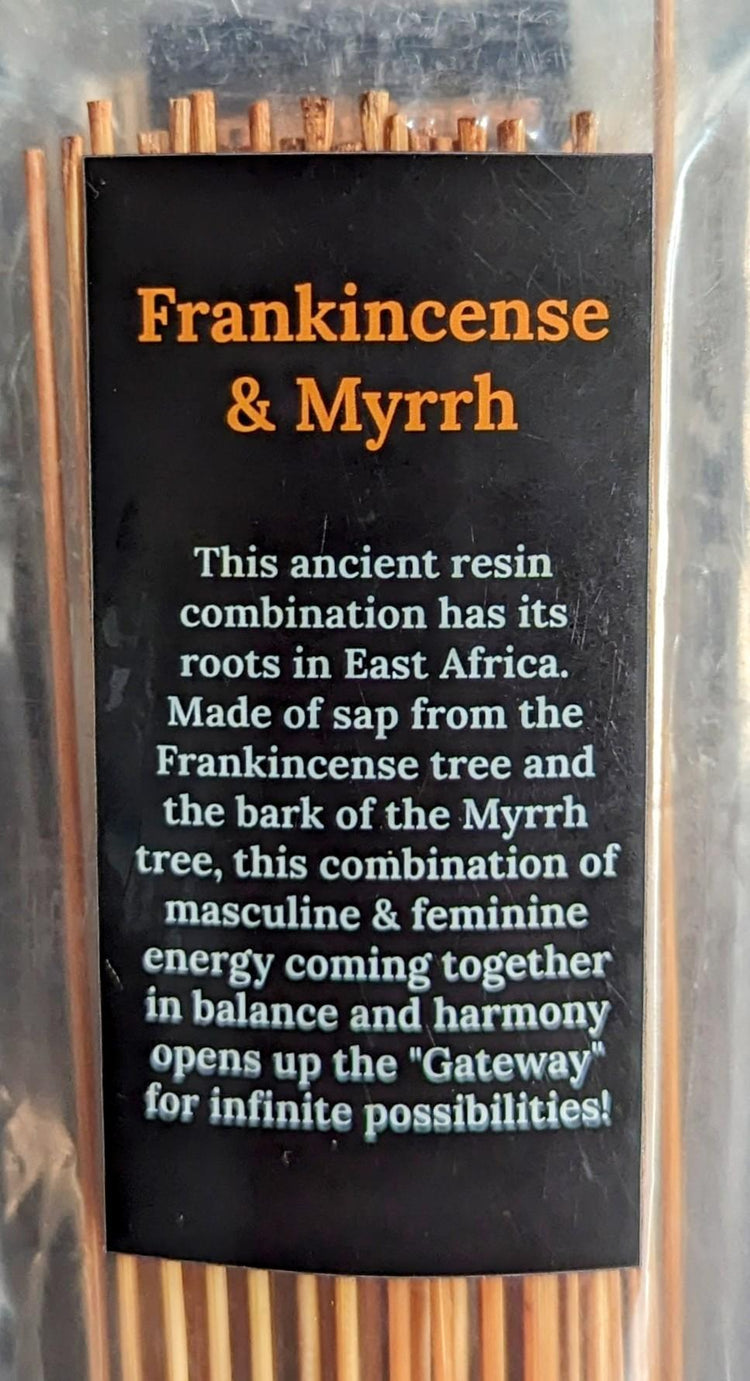 Frankincense
& Myrrh
This ancient resin
combination has its
roots in East Africa.
Made of sap from the
Frankincense tree and
the bark of the Myrrh
tree, this combination of
masculine & feminine
energy coming together
in balance and harmony
opens up the "Gateway"
for infinite possibilities!